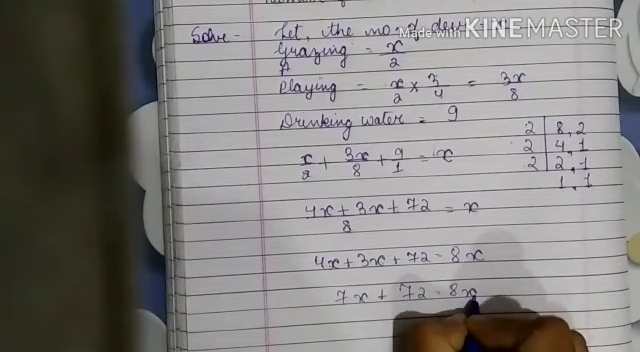 Solve - Let, the no. of deer
Made with KINEMASTER
Grazing = x/2
Playing = x/2 × 3/4 = 3x/8
Drinking water = 9
2 | 8, 2
2 | 4, 1
2 | 2, 1
1, 1
x/2 + 3x/8 + 9/1 = x
4x + 3x + 72 / 8 = x
4x + 3x + 72 = 8x
7x + 72 = 8x